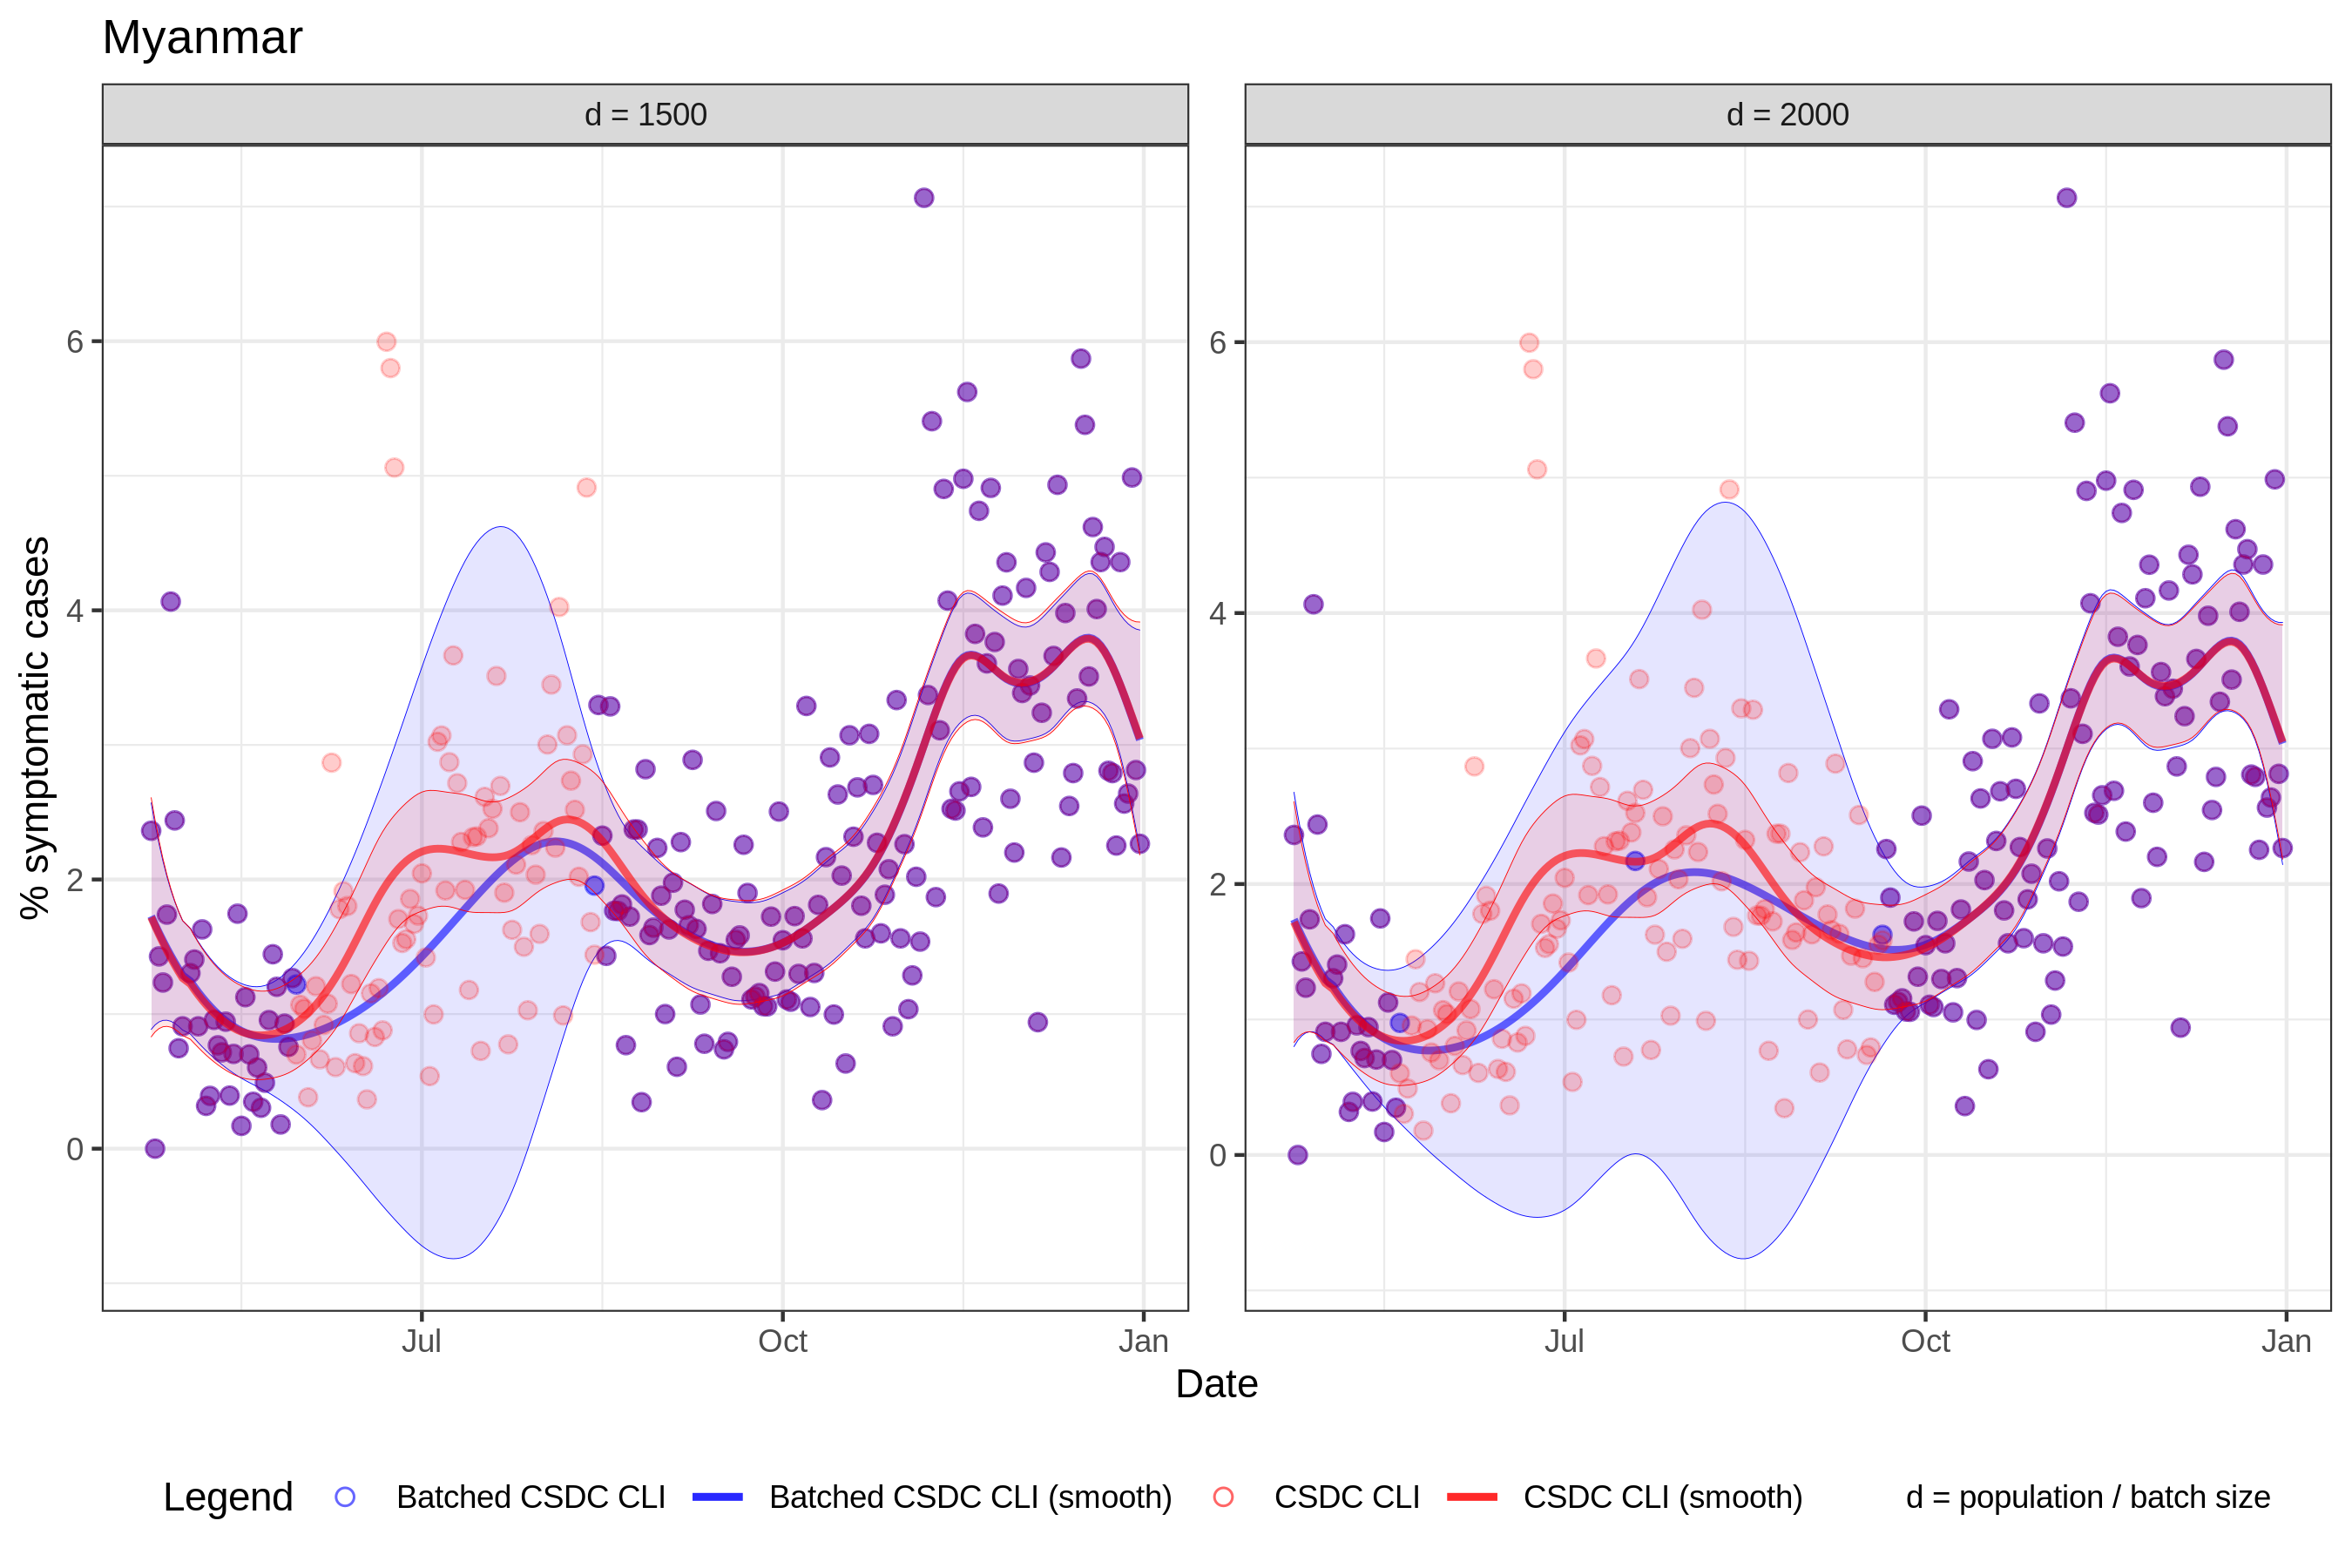 Myanmar
d = 1500
d = 2000
% symptomatic cases
6
4
2
0
6
4
2
0
Jul
Oct
Jan
Jul
Oct
Jan
Date
Legend
Batched CSDC CLI
Batched CSDC CLI (smooth)
CSDC CLI
CSDC CLI (smooth)
d = population / batch size